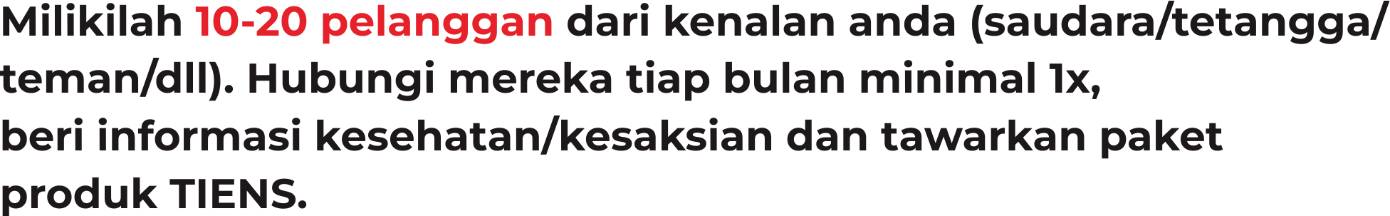 Milikilah 10-20 pelanggan dari kenalan anda (saudara/tetangga/
teman/dll). Hubungi mereka tiap bulan minimal 1x,
beri informasi kesehatan/kesaksian dan tawarkan paket
produk TIENS.